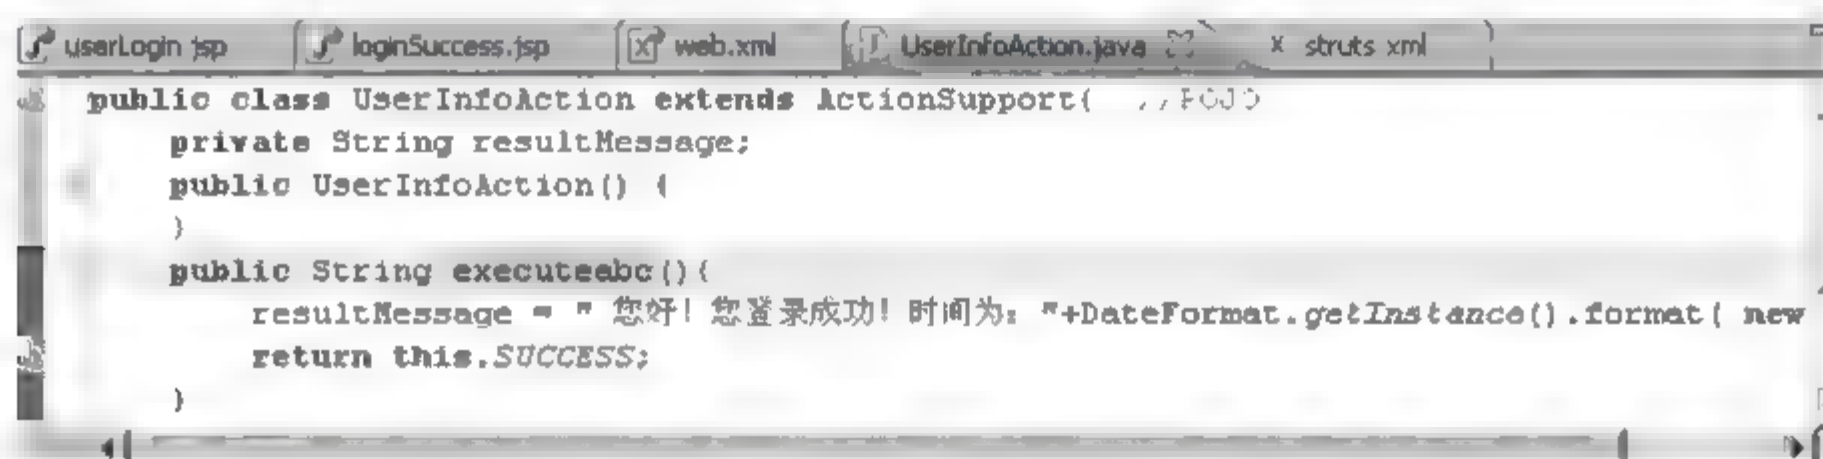 userLogin.jsp loginSuccess.jsp web.xml UserInfoAction.java struts.xml
public class UserInfoAction extends ActionSupport{ //POJO
private String resultMessage;
public UserInfoAction() {
}
public String executeabc(){
resultMessage = " 您好! 您登录成功! 时间为: "+DateFormat.getInstance().format( new
return this.SUCCESS;
}